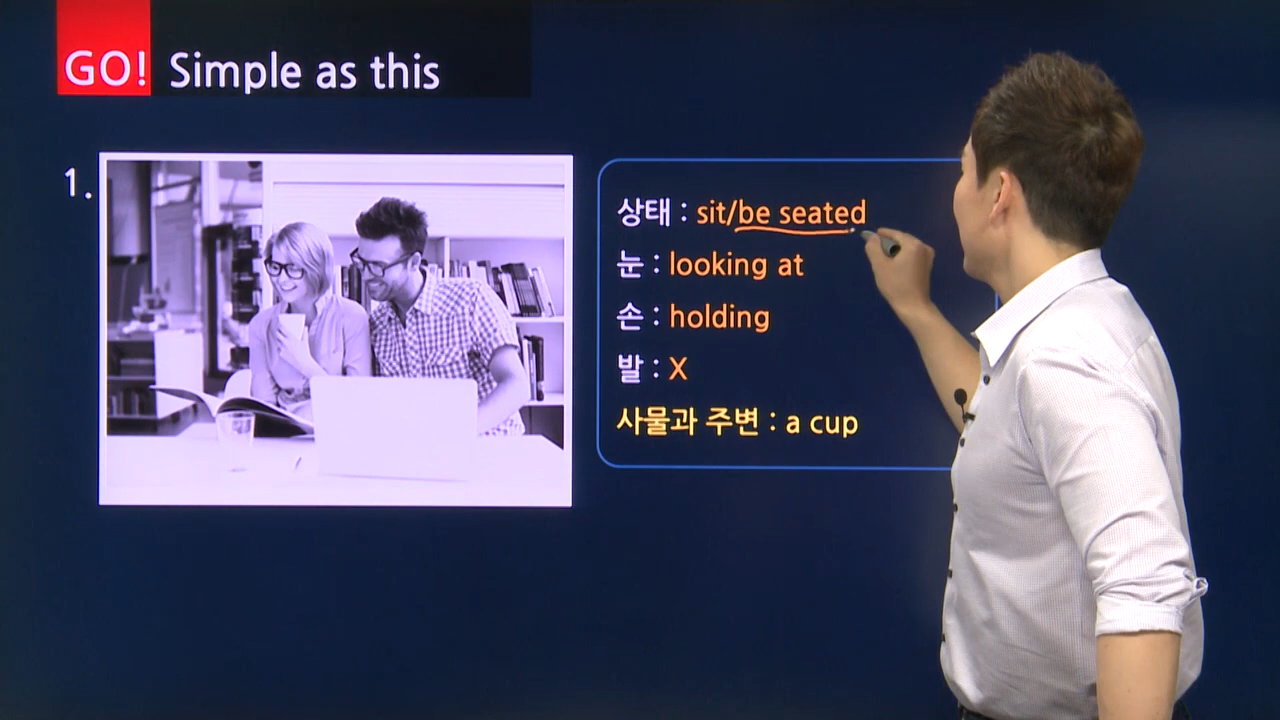 GO! Simple as this
1.
상태 : sit/be seated
눈 : looking at
손 : holding
발 : X
사물과 주변 : a cup